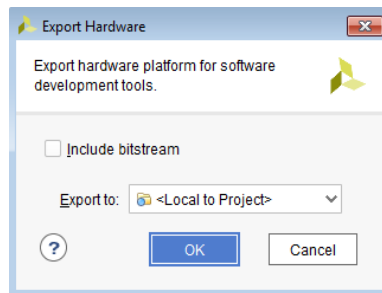 Export Hardware
Export hardware platform for software
development tools.
Include bitstream
Export to: <Local to Project>
?
OK Cancel